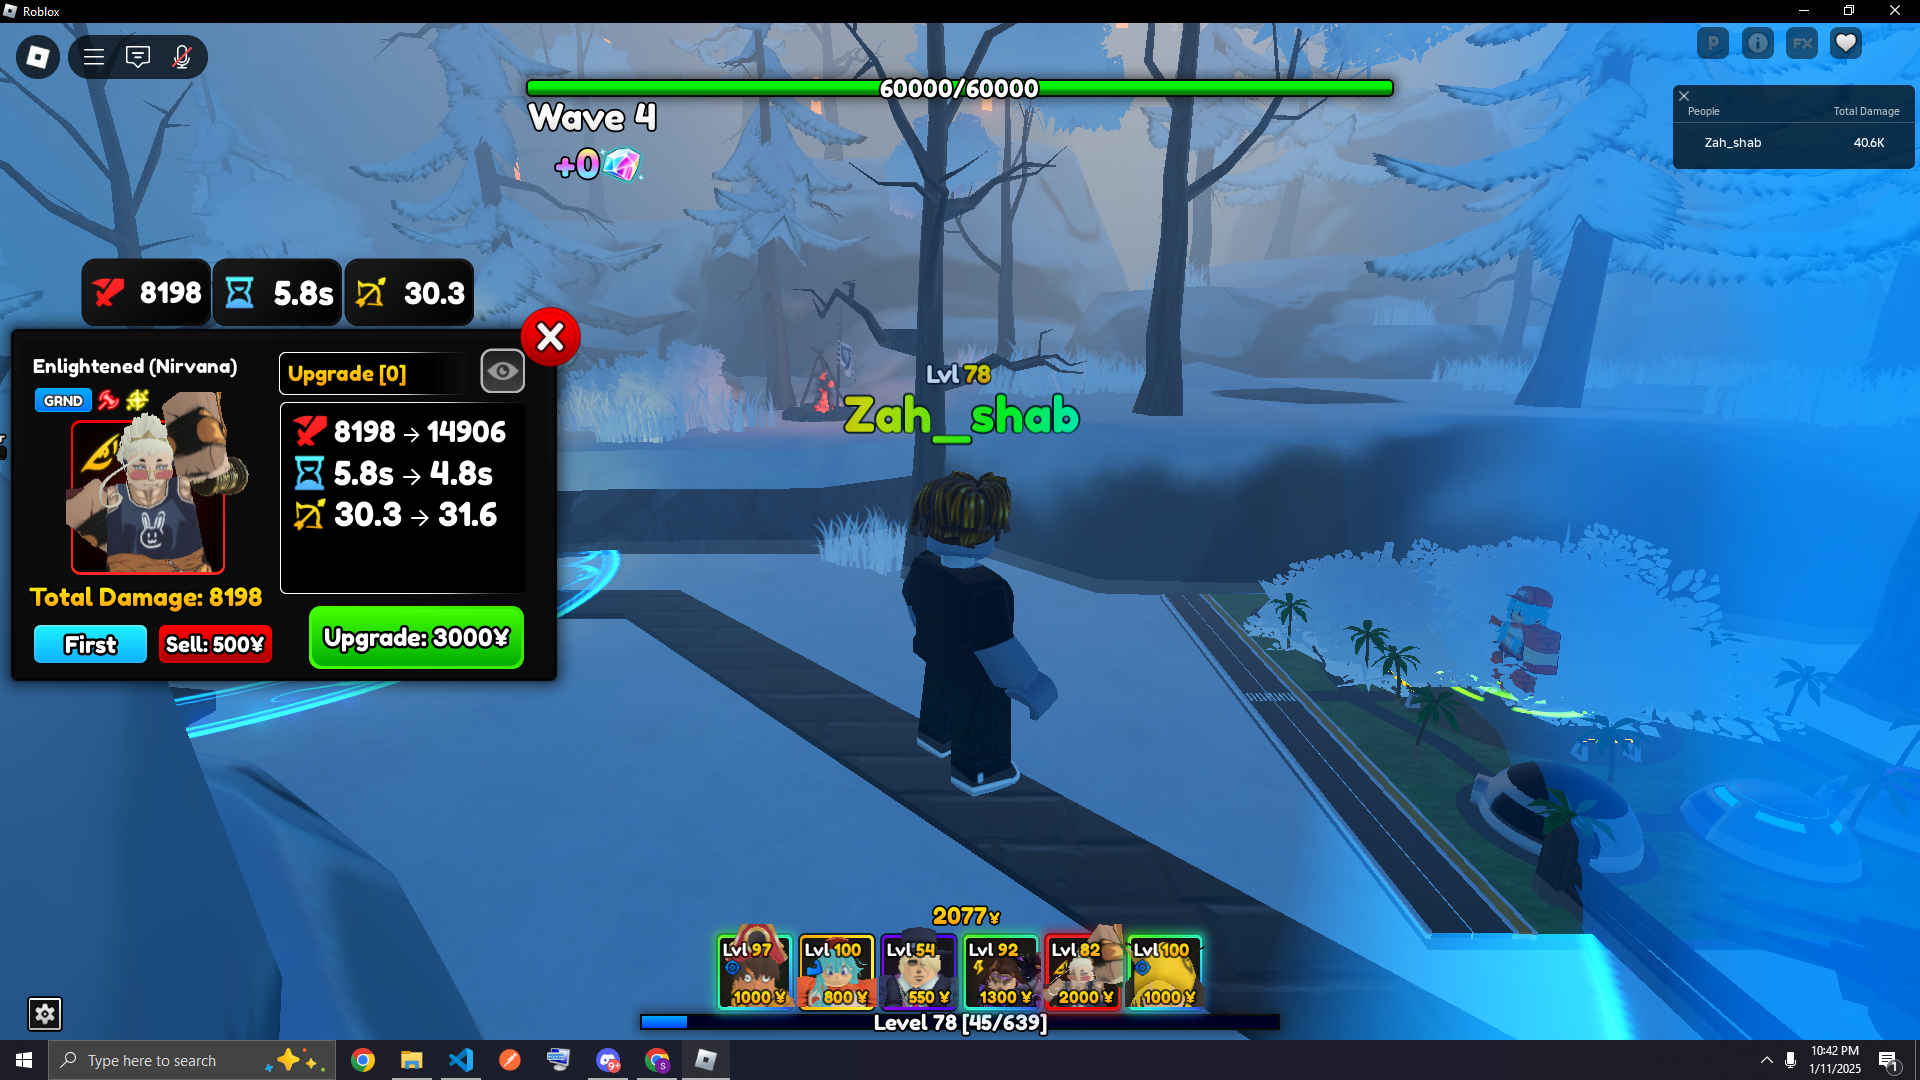 Roblox
P
FX
60000/60000
Wave 4
+0
People Total Damage
Zah_shab 40.6K
8198 5.8s 30.3
Enlightened (Nirvana)
GRND
Upgrade [0]
8198 → 14906
5.8s → 4.8s
30.3 → 31.6
Total Damage: 8198
First
Sell: 500¥
Upgrade: 3000¥
Lvl 78
Zah_shab
2077¥
Lvl 97 Lvl 100 Lvl 54 Lvl 92 Lvl 82 Lvl 100
1000 ¥ 800 ¥ 550 ¥ 1300 ¥ 2000 ¥ 1000 ¥
Level 78 [45/639]
Type here to search
9+
S
10:42 PM
1/11/2025
1